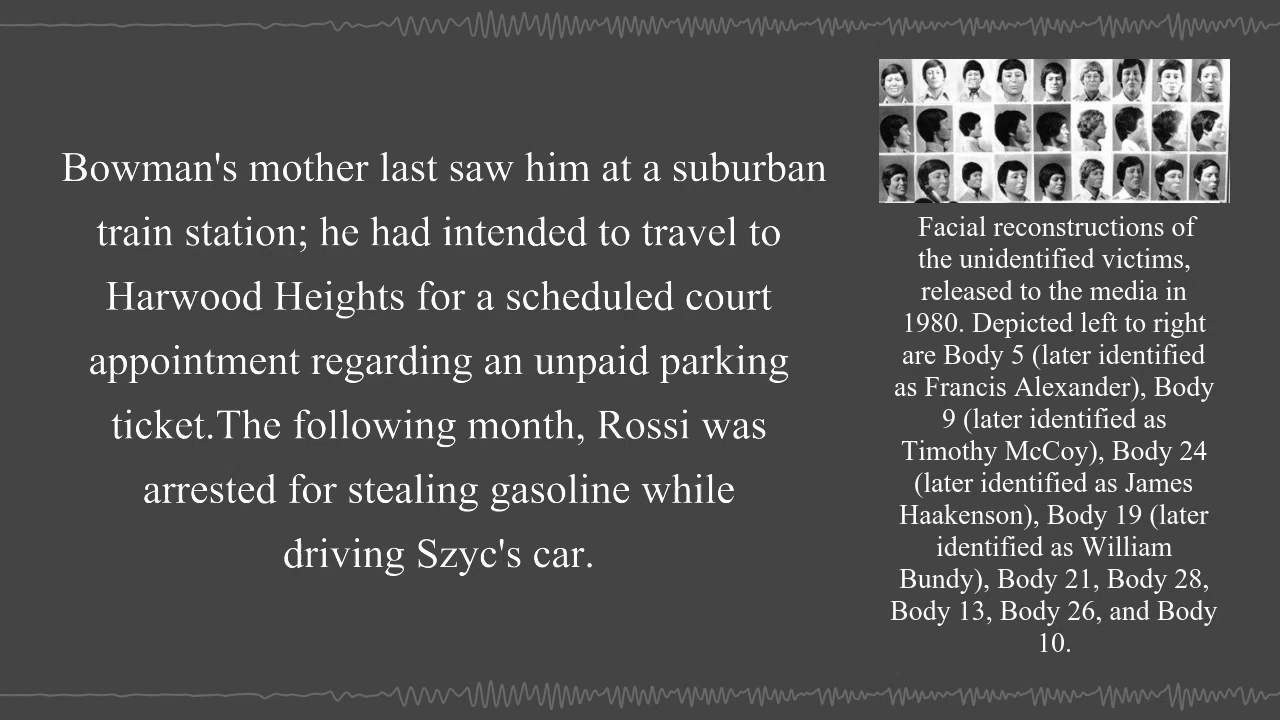 Bowman's mother last saw him at a suburban
train station; he had intended to travel to
Harwood Heights for a scheduled court
appointment regarding an unpaid parking
ticket.The following month, Rossi was
arrested for stealing gasoline while
driving Szyc's car.
Facial reconstructions of
the unidentified victims,
released to the media in
1980. Depicted left to right
are Body 5 (later identified
as Francis Alexander), Body
9 (later identified as
Timothy McCoy), Body 24
(later identified as James
Haakenson), Body 19 (later
identified as William
Bundy), Body 21, Body 28,
Body 13, Body 26, and Body
10.